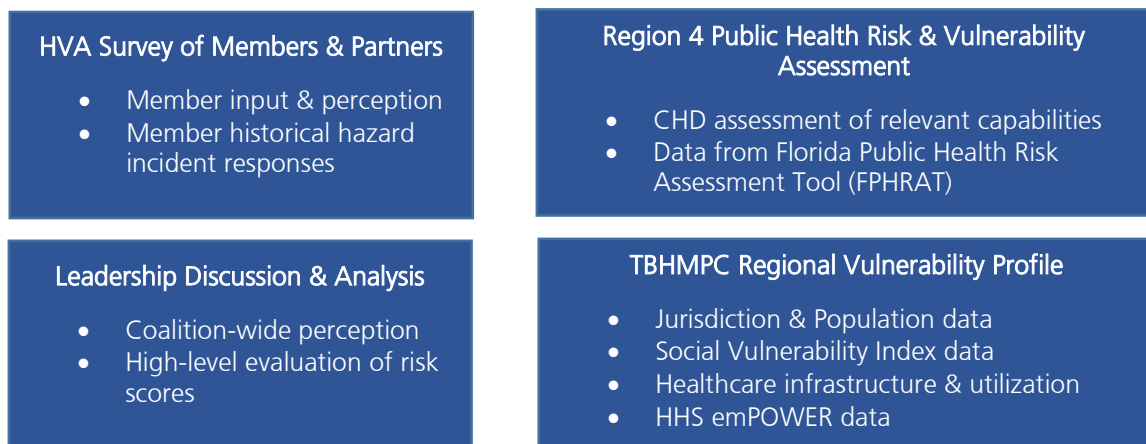 HVA Survey of Members & Partners
• Member input & perception
• Member historical hazard
incident responses
Region 4 Public Health Risk & Vulnerability
Assessment
• CHD assessment of relevant capabilities
• Data from Florida Public Health Risk
Assessment Tool (FPHRAT)
Leadership Discussion & Analysis
• Coalition-wide perception
• High-level evaluation of risk
scores
TBHMPC Regional Vulnerability Profile
• Jurisdiction & Population data
• Social Vulnerability Index data
• Healthcare infrastructure & utilization
• HHS emPOWER data